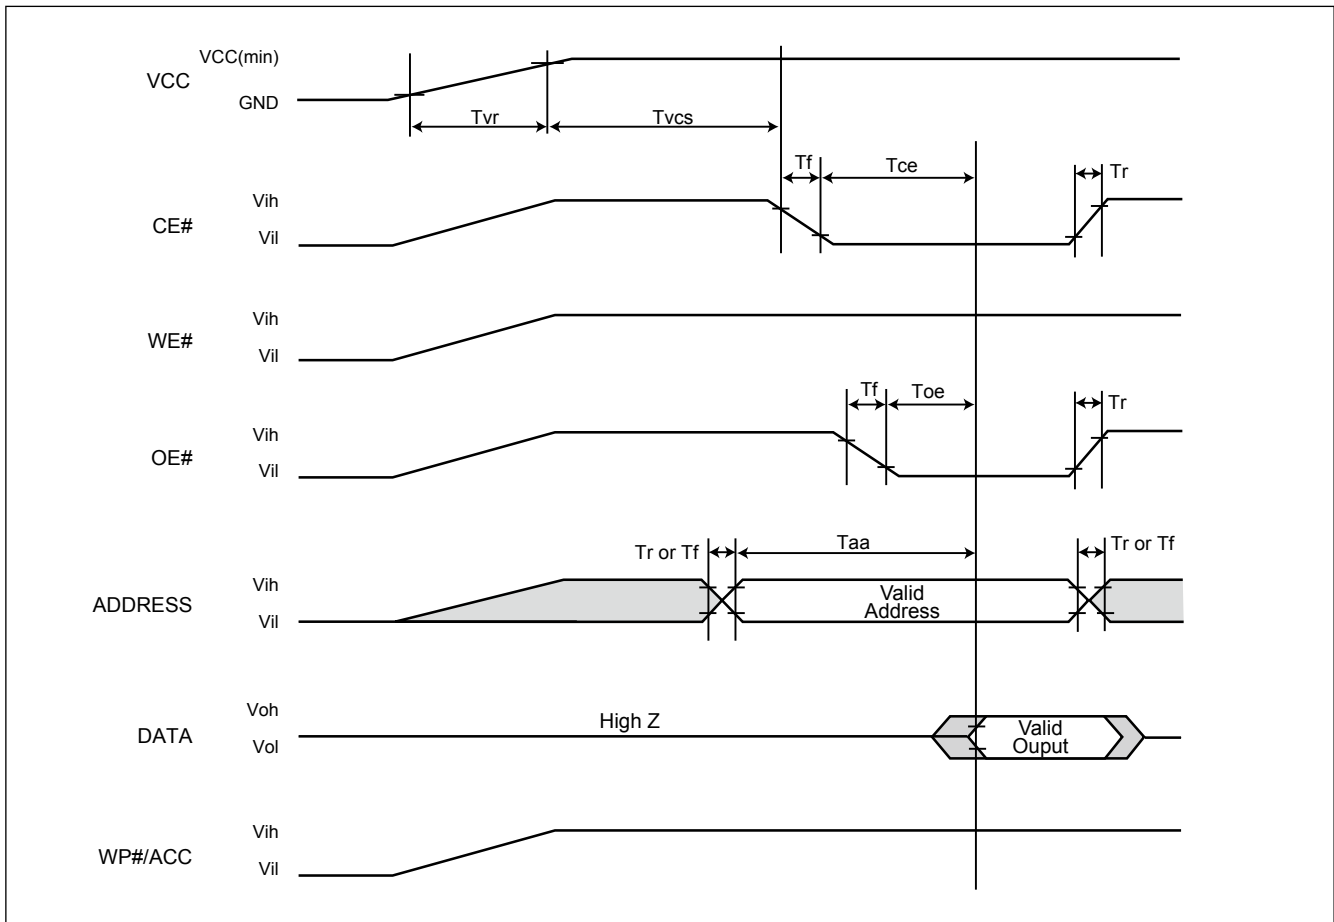 VCC(min)
VCC
GND
Tvr
Tvcs
Tf
Tce
Tr
Vih
CE#
Vil
Vih
WE#
Vil
Tf
Toe
Tr
Vih
OE#
Vil
Tr or Tf
Taa
Tr or Tf
Vih
ADDRESS
Vil
Valid
Address
Voh
DATA
Vol
High Z
Valid
Ouput
Vih
WP#/ACC
Vil